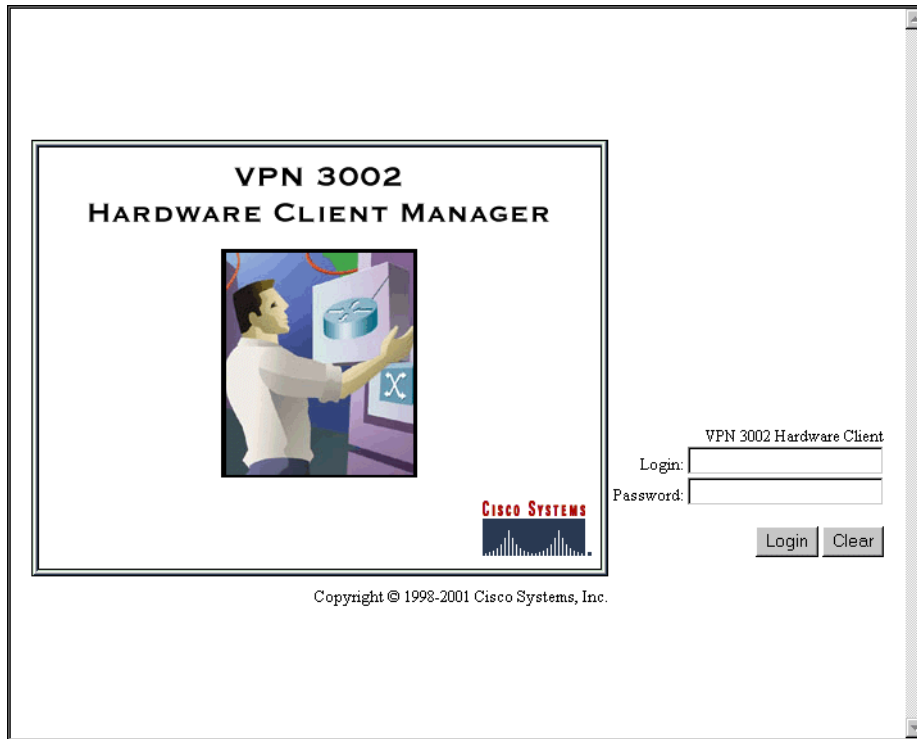 VPN 3002
HARDWARE CLIENT MANAGER
CISCO SYSTEMS
Copyright © 1998-2001 Cisco Systems, Inc.
VPN 3002 Hardware Client
Login:
Password:
Login Clear